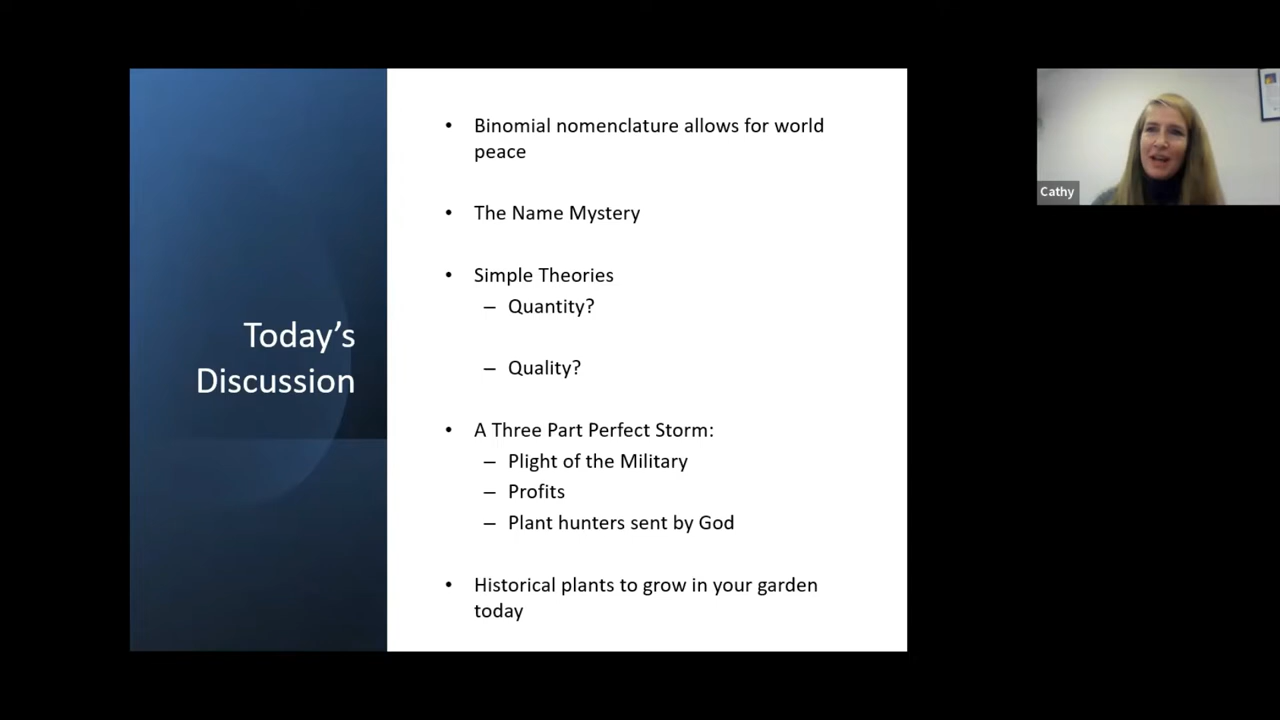 Today’s
Discussion
• Binomial nomenclature allows for world
peace
• The Name Mystery
• Simple Theories
– Quantity?
– Quality?
• A Three Part Perfect Storm:
– Plight of the Military
– Profits
– Plant hunters sent by God
• Historical plants to grow in your garden
today
Cathy